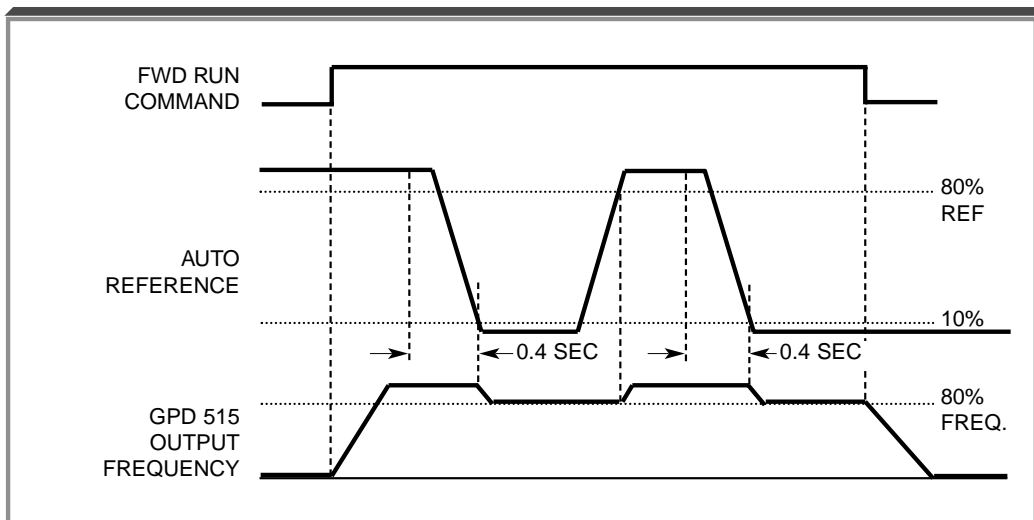 FWD RUN
COMMAND
80%
REF
AUTO
REFERENCE
10%
0.4 SEC
0.4 SEC
80%
FREQ.
GPD 515
OUTPUT
FREQUENCY